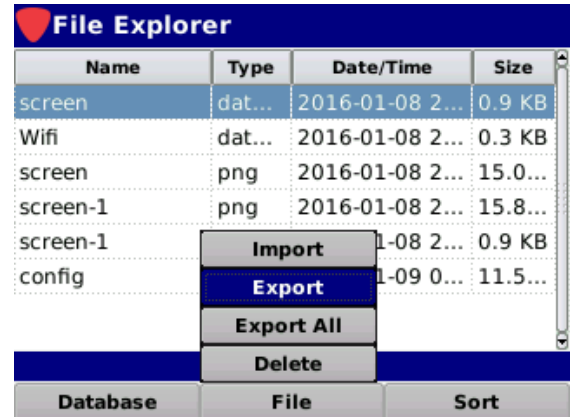 File Explorer
Name Type Date/Time Size
screen dat... 2016-01-08 2... 0.9 KB
Wifi dat... 2016-01-08 2... 0.3 KB
screen png 2016-01-08 2... 15.0...
screen-1 png 2016-01-08 2... 15.8...
screen-1 1-08 2... 0.9 KB
config 1-09 0... 11.5...
Import
Export
Export All
Delete
Database File Sort